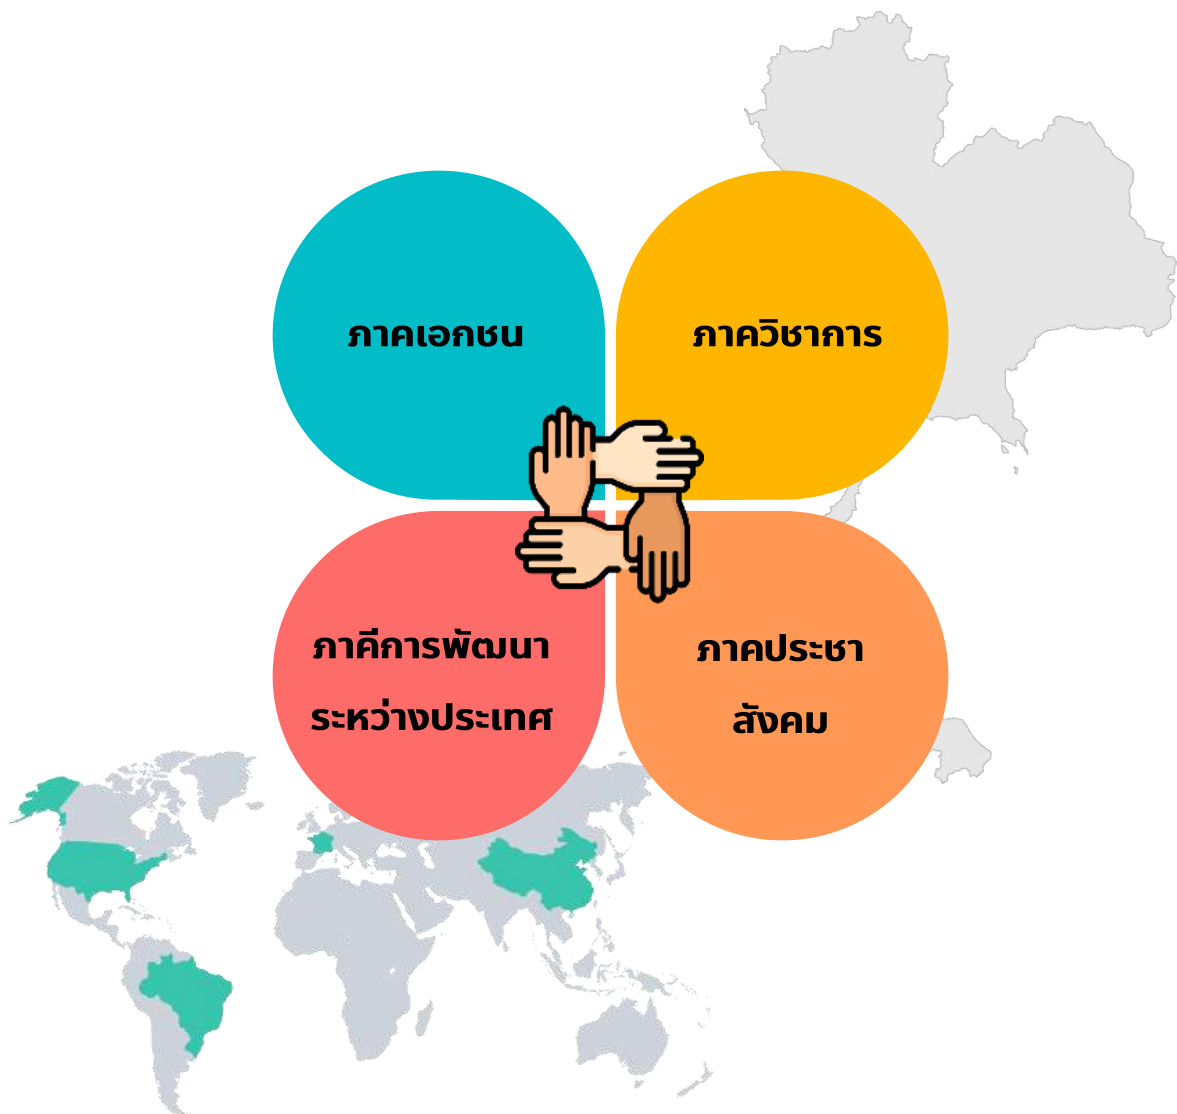 ภาคเอกชน
ภาควิชาการ
ภาคีการพัฒนา
ระหว่างประเทศ
ภาคประชา
สังคม